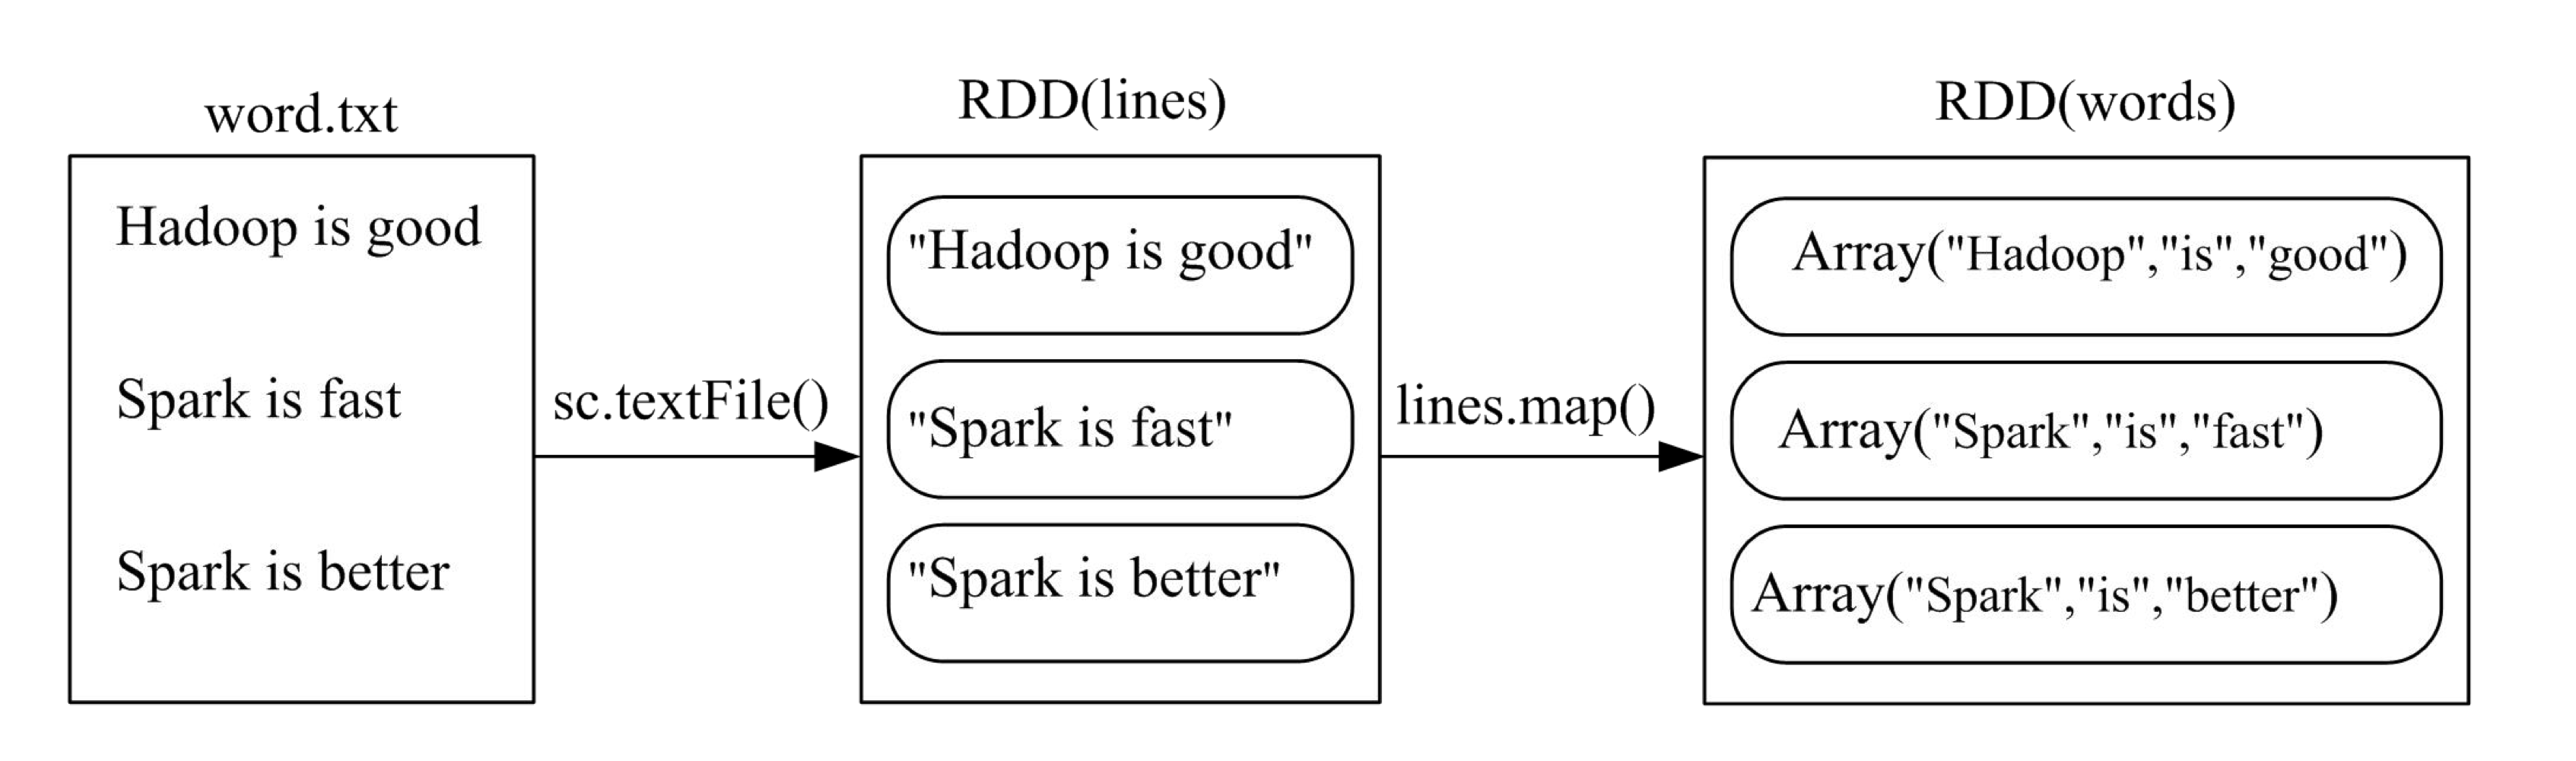 word.txt
Hadoop is good
Spark is fast
Spark is better
sc.textFile()
RDD(lines)
"Hadoop is good"
"Spark is fast"
"Spark is better"
lines.map()
RDD(words)
Array("Hadoop","is","good")
Array("Spark","is","fast")
Array("Spark","is","better")